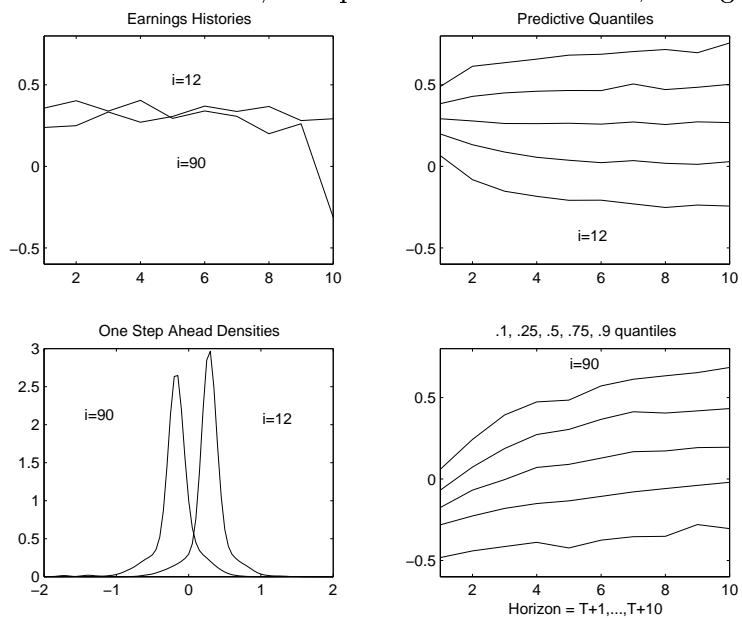 Earnings Histories
0.5
0
−0.5
2 4 6 8 10
i=12
i=90
Predictive Quantiles
0.5
0
−0.5
2 4 6 8 10
i=12
One Step Ahead Densities
3
2.5
2
1.5
1
0.5
0
−2 −1 0 1 2
i=90
i=12
.1, .25, .5, .75, .9 quantiles
i=90
0.5
0
−0.5
2 4 6 8 10
Horizon = T+1,...,T+10